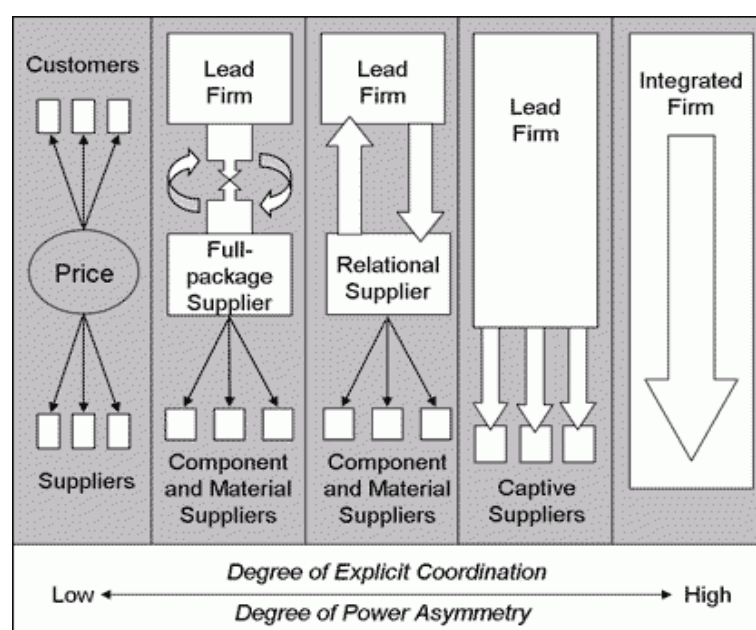 Customers
Price
Suppliers
Lead
Firm
Full-
package
Supplier
Component
and Material
Suppliers
Lead
Firm
Relational
Supplier
Component
and Material
Suppliers
Lead
Firm
Captive
Suppliers
Integrated
Firm
Degree of Explicit Coordination
Low
High
Degree of Power Asymmetry